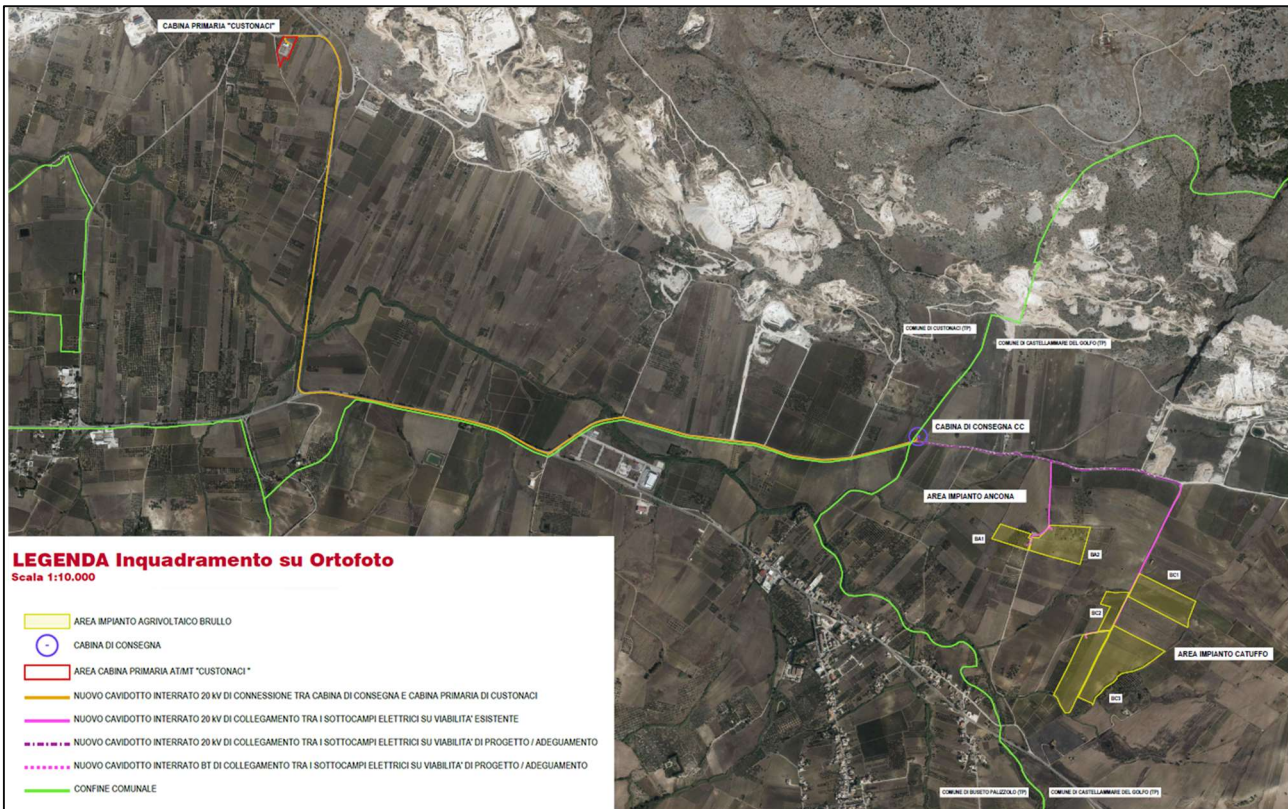 CABINA PRIMARIA "CUSTONACI"
COMUNE DI CUSTONACI (TP)
COMUNE DI CASTELLAMMARE DEL GOLFO (TP)
CABINA DI CONSEGNA CC
AREA IMPIANTO ANCONA
BA1
BA2
BC1
BC2
AREA IMPIANTO CATUFFO
BC3
LEGENDA Inquadramento su Ortofoto
Scala 1:10.000
AREA IMPIANTO AGRIVOLTAICO BRULLO
CABINA DI CONSEGNA
AREA CABINA PRIMARIA AT/MT "CUSTONACI "
NUOVO CAVIDOTTO INTERRATO 20 kV DI CONNESSIONE TRA CABINA DI CONSEGNA E CABINA PRIMARIA DI CUSTONACI
NUOVO CAVIDOTTO INTERRATO 20 kV DI COLLEGAMENTO TRA I SOTTOCAMPI ELETTRICI SU VIABILITA' ESISTENTE
NUOVO CAVIDOTTO INTERRATO 20 kV DI COLLEGAMENTO TRA I SOTTOCAMPI ELETTRICI SU VIABILITA' DI PROGETTO / ADEGUAMENTO
NUOVO CAVIDOTTO INTERRATO BT DI COLLEGAMENTO TRA I SOTTOCAMPI ELETTRICI SU VIABILITA' DI PROGETTO / ADEGUAMENTO
CONFINE COMUNALE
COMUNE DI BUSETO PALIZZOLO (TP)
COMUNE DI CASTELLAMMARE DEL GOLFO (TP)